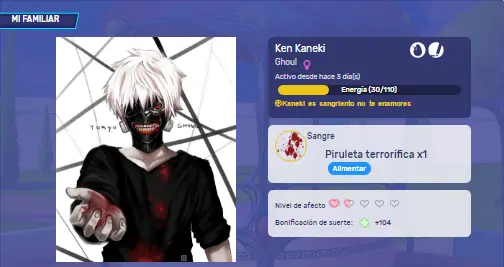 MI FAMILIAR
Ken Kaneki
Ghoul
Activo desde hace 3 día(s)
Energía (30/110)
Kaneki es sangriento no te enamores
TOKYO GHOUL
Sangre
Piruleta terrorífica x1
Alimentar
Nivel de afecto
Bonificación de suerte: +104